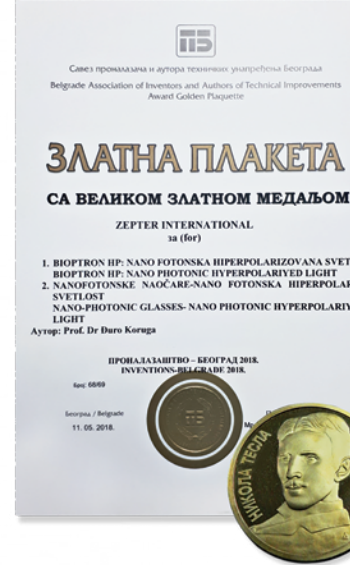 Савез проналазача и аутора техничких унапређења Београда
Belgrade Association of Inventors and Authors of Technical Improvements
Award Golden Plaquette
ЗЛАТНА ПЛАКЕТА
СА ВЕЛИКОМ ЗЛАТНОМ МЕДАЉОМ
ZEPTER INTERNATIONAL
за (for)
1. BIOPTRON HP: NANO FOTONSKA HIPERPOLARIZOVANA SVET
BIOPTRON HP: NANO PHOTONIC HYPERPOLARIYED LIGHT
2. NANOFOTONSKE NAOČARE-NANO FOTONSKA HIPERPOLAR
SVETLOST
NANO-PHOTONIC GLASSES- NANO PHOTONIC HYPERPOLARIY
LIGHT
Аутор: Prof. Dr Đuro Koruga
ПРОНАЛАЗАШТВО – БЕОГРАД 2018.
INVENTIONS-BELGRADE 2018.
Број: 68/69
Београд / Belgrade
11. 05. 2018.
НИКОЛА ТЕСЛА